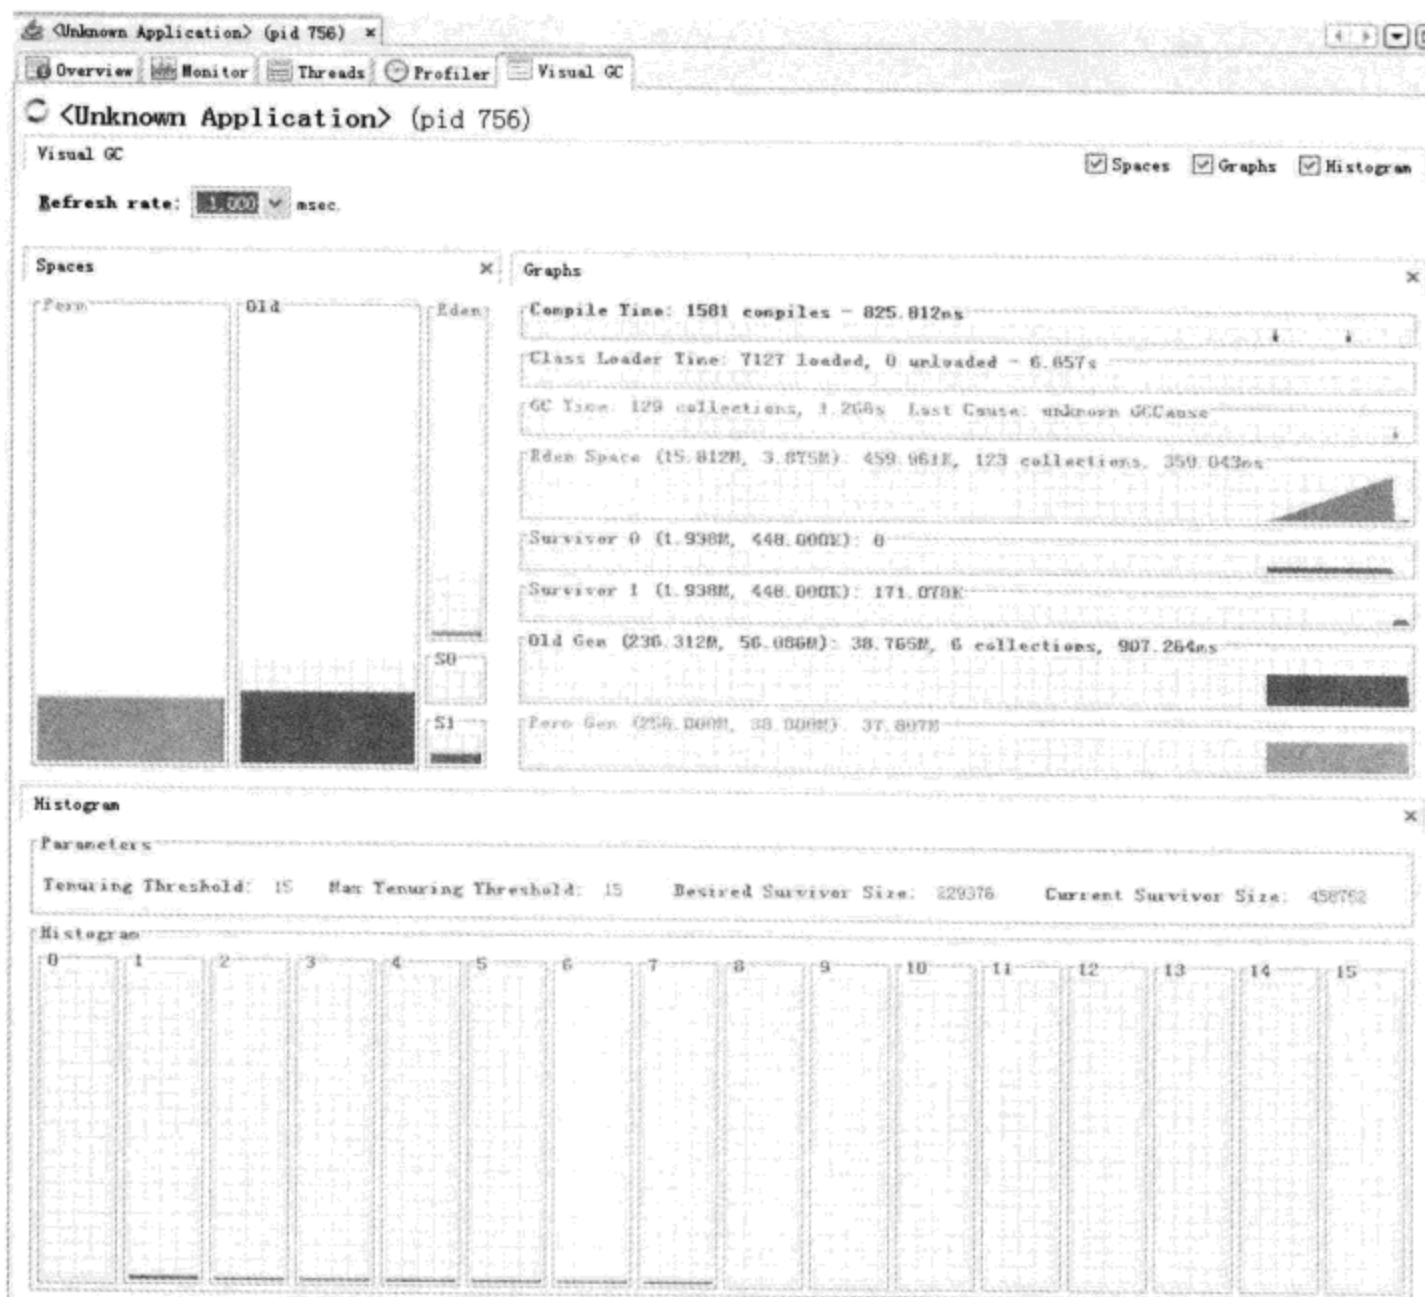 <Unknown Application> (pid 756) ×
Overview Monitor Threads Profiler Visual GC
<Unknown Application> (pid 756)
Visual GC
Spaces Graphs Histogram
Refresh rate: 1,000 msec.
Spaces ×
Graphs ×
Perm
Old
Eden
S0
S1
Compile Time: 1581 compiles - 825.812ms
Class Loader Time: 7127 loaded, 0 unloaded - 6.657s
GC Time: 129 collections, 1.266s Last Cause: unknown GCCause
Eden Space (15.812M, 3.875M): 459.961K, 123 collections, 359.043ms
Survivor 0 (1.938M, 448.000K): 0
Survivor 1 (1.938M, 448.000K): 171.078K
Old Gen (236.312M, 56.086M): 38.765M, 6 collections, 907.264ms
Perm Gen (256.000M, 38.000M): 37.807M
Histogram ×
Parameters
Tenuring Threshold: 15 Max Tenuring Threshold: 15 Desired Survivor Size: 229376 Current Survivor Size: 458752
Histogram
0 1 2 3 4 5 6 7 8 9 10 11 12 13 14 15